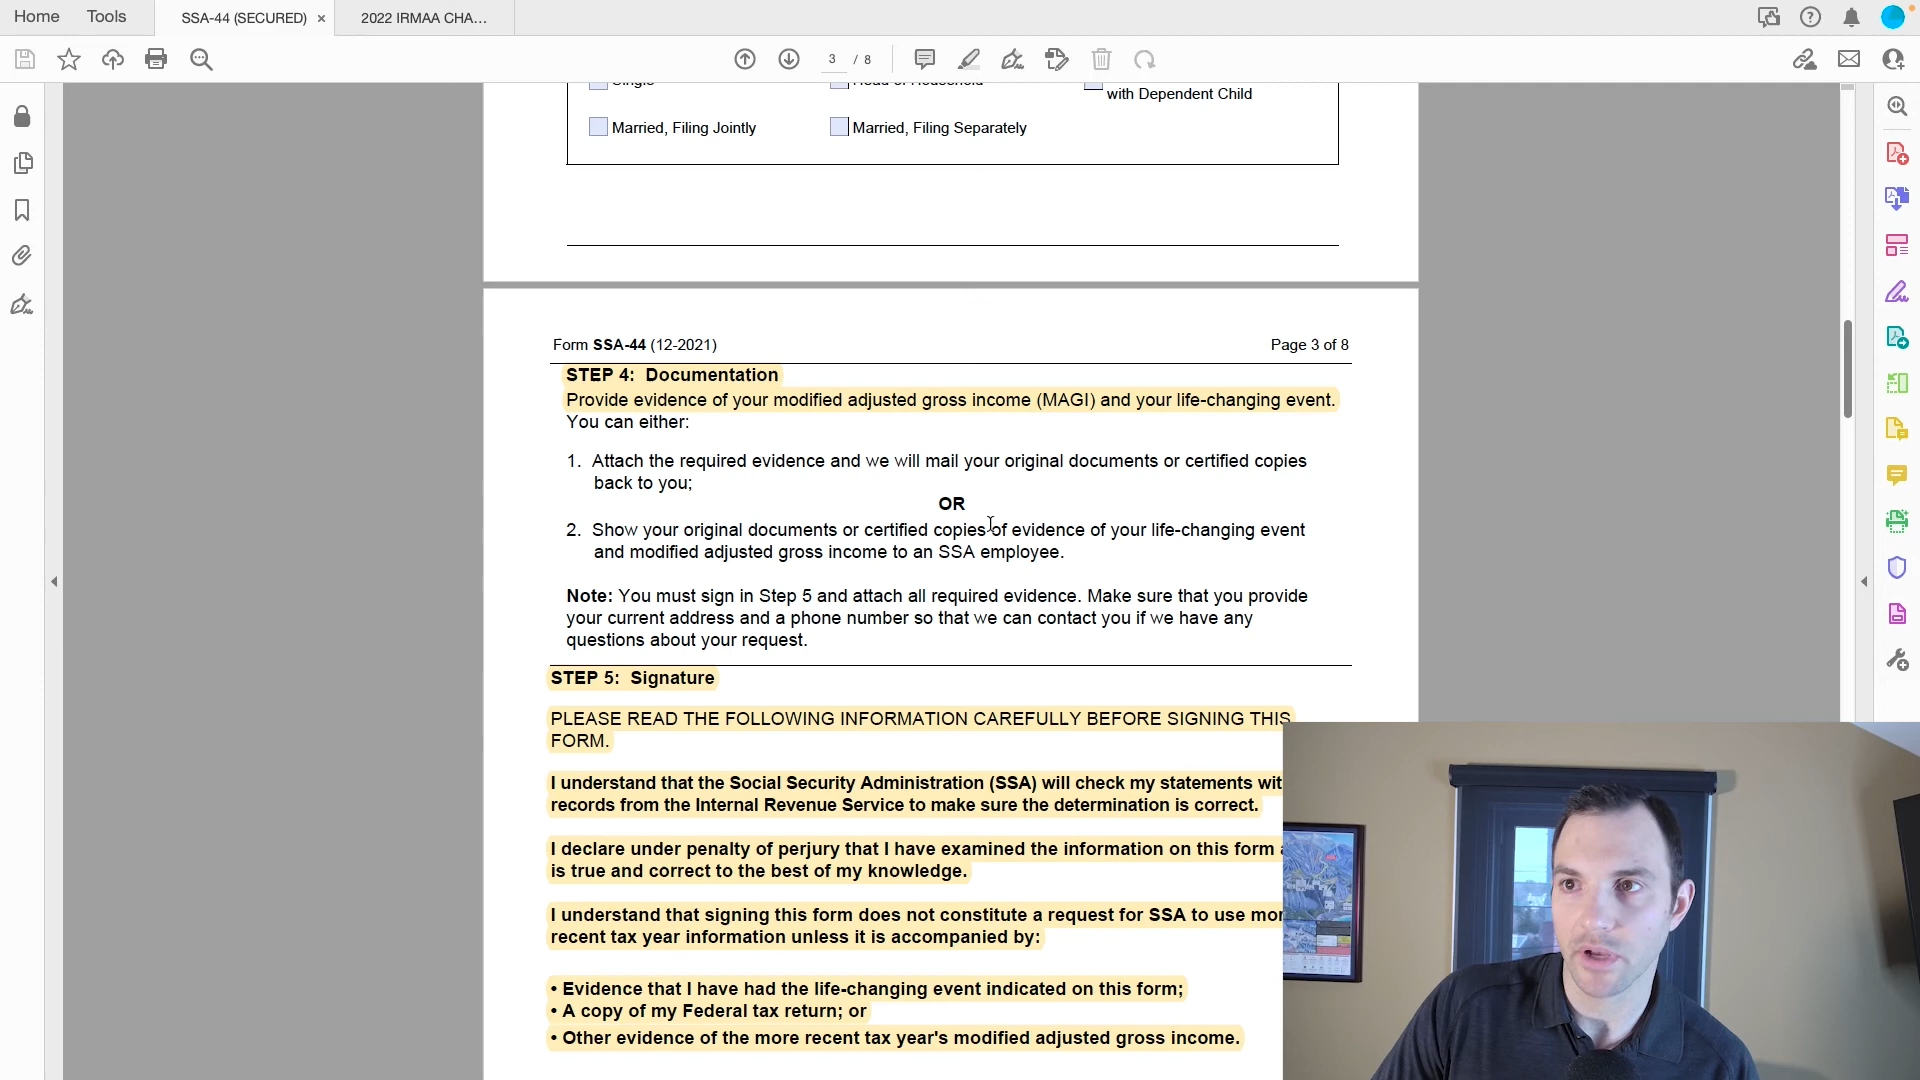 Home Tools SSA-44 (SECURED) × 2022 IRMAA CHA...
3 / 8
with Dependent Child
Married, Filing Jointly Married, Filing Separately
Form SSA-44 (12-2021) Page 3 of 8
STEP 4: Documentation
Provide evidence of your modified adjusted gross income (MAGI) and your life-changing event.
You can either:
1. Attach the required evidence and we will mail your original documents or certified copies
back to you;
OR
2. Show your original documents or certified copies of evidence of your life-changing event
and modified adjusted gross income to an SSA employee.
Note: You must sign in Step 5 and attach all required evidence. Make sure that you provide
your current address and a phone number so that we can contact you if we have any
questions about your request.
STEP 5: Signature
PLEASE READ THE FOLLOWING INFORMATION CAREFULLY BEFORE SIGNING THIS
FORM.
I understand that the Social Security Administration (SSA) will check my statements wit
records from the Internal Revenue Service to make sure the determination is correct.
I declare under penalty of perjury that I have examined the information on this form
is true and correct to the best of my knowledge.
I understand that signing this form does not constitute a request for SSA to use mor
recent tax year information unless it is accompanied by:
• Evidence that I have had the life-changing event indicated on this form;
• A copy of my Federal tax return; or
• Other evidence of the more recent tax year's modified adjusted gross income.